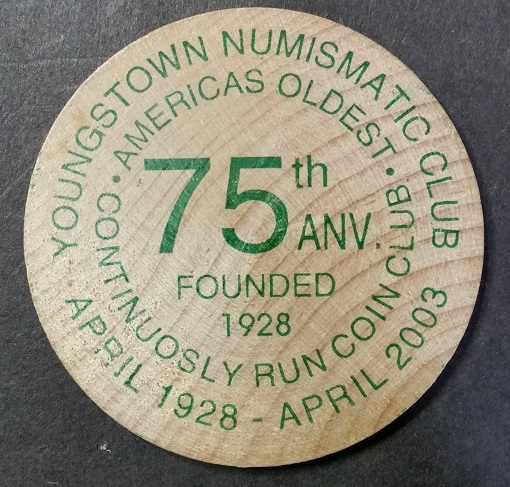 YOUNGSTOWN NUMISMATIC CLUB
• AMERICAS OLDEST •
75th
ANV
FOUNDED
1928
CONTINUOSLY RUN COIN CLUB
APRIL 1928 - APRIL 2003